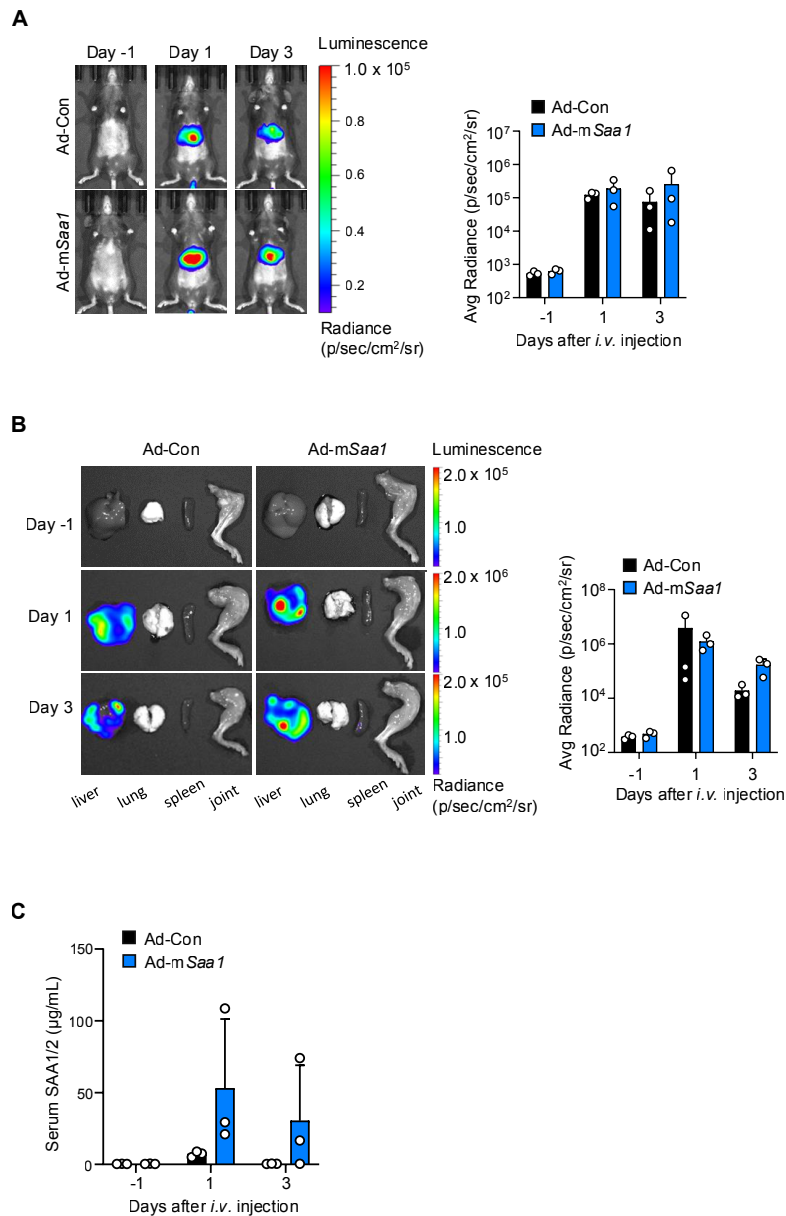 A
Day -1 Day 1 Day 3
Luminescence
1.0 x 10⁵
0.8
0.6
0.4
0.2
Radiance
(p/sec/cm²/sr)
Ad-Con
Ad-mSaa1
Ad-Con
Ad-mSaa1
Avg Radiance (p/sec/cm²/sr)
10⁷
10⁶
10⁵
10³
10²
-1 1 3
Days after i.v. injection
B
Ad-Con Ad-mSaa1
Luminescence
Day -1
2.0 x 10⁵
1.0
Day 1
2.0 x 10⁶
1.0
Day 3
2.0 x 10⁵
1.0
Radiance
(p/sec/cm²/sr)
liver lung spleen joint liver lung spleen joint
Ad-Con
Ad-mSaa1
Avg Radiance (p/sec/cm²/sr)
10⁸
10⁶
10⁴
10²
-1 1 3
Days after i.v. injection
C
Ad-Con
Ad-mSaa1
Serum SAA1/2 (µg/mL)
150
100
50
0
-1 1 3
Days after i.v. injection